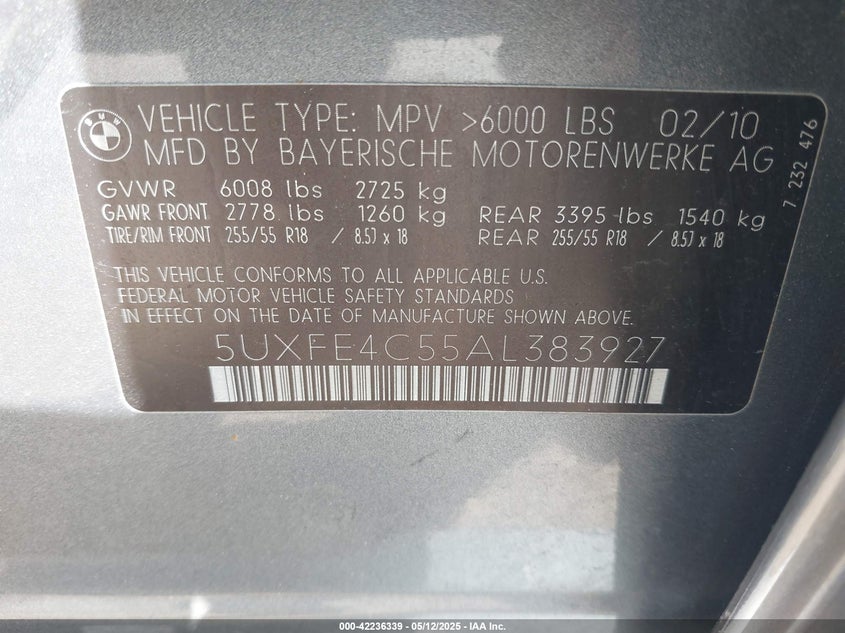 BMW
VEHICLE TYPE: MPV >6000 LBS 02/10
MFD BY BAYERISCHE MOTORENWERKE AG
GVWR 6008 lbs 2725 kg
GAWR FRONT 2778 lbs 1260 kg REAR 3395 lbs 1540 kg
TIRE/RIM FRONT 255/55 R18 / 8.5J x 18 REAR 255/55 R18 / 8.5J x 18
7 232 476
THIS VEHICLE CONFORMS TO ALL APPLICABLE U.S.
FEDERAL MOTOR VEHICLE SAFETY STANDARDS
IN EFFECT ON THE DATE OF MANUFACTURE SHOWN ABOVE.
5UXFE4C55AL383927
000-42236339 - 05/12/2025 - IAA Inc.